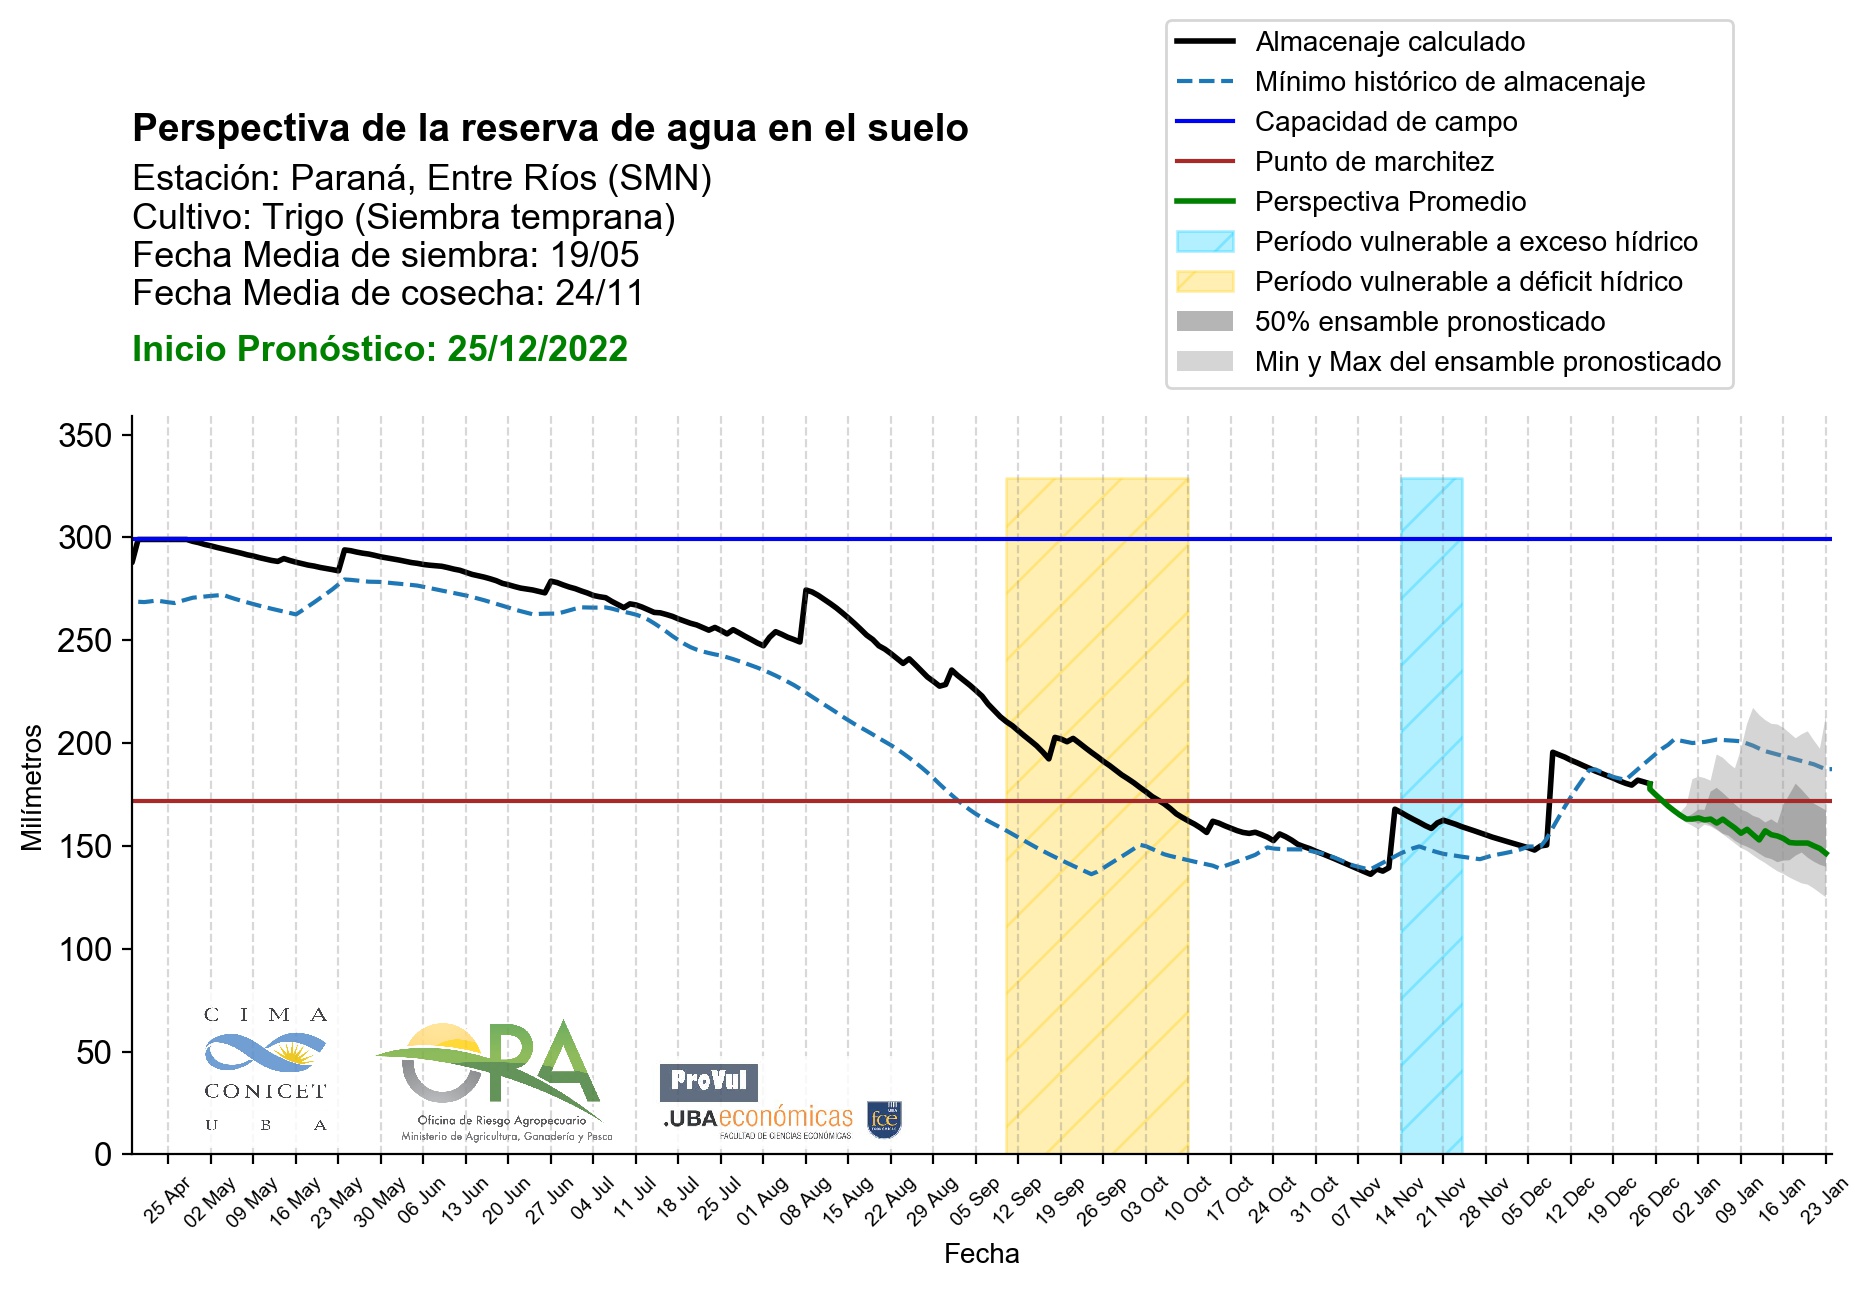 Almacenaje calculado
Mínimo histórico de almacenaje
Capacidad de campo
Punto de marchitez
Perspectiva Promedio
Período vulnerable a exceso hídrico
Período vulnerable a déficit hídrico
50% ensamble pronosticado
Min y Max del ensamble pronosticado
Perspectiva de la reserva de agua en el suelo
Estación: Paraná, Entre Ríos (SMN)
Cultivo: Trigo (Siembra temprana)
Fecha Media de siembra: 19/05
Fecha Media de cosecha: 24/11
Inicio Pronóstico: 25/12/2022
350
300
250
200
150
100
50
0
Milímetros
CIMA
CONICET
UBA
ORA
Oficina de Riesgo Agropecuario
Ministerio de Agricultura, Ganadería y Pesca
ProVul
.UBAeconómicas
FACULTAD DE CIENCIAS ECONÓMICAS
UBA
fce
ECONÓMICAS
25 Apr
02 May
09 May
16 May
23 May
30 May
06 Jun
13 Jun
20 Jun
27 Jun
04 Jul
11 Jul
18 Jul
25 Jul
01 Aug
08 Aug
15 Aug
22 Aug
29 Aug
05 Sep
12 Sep
19 Sep
26 Sep
03 Oct
10 Oct
17 Oct
24 Oct
31 Oct
07 Nov
14 Nov
21 Nov
28 Nov
05 Dec
12 Dec
19 Dec
26 Dec
02 Jan
09 Jan
16 Jan
23 Jan
Fecha